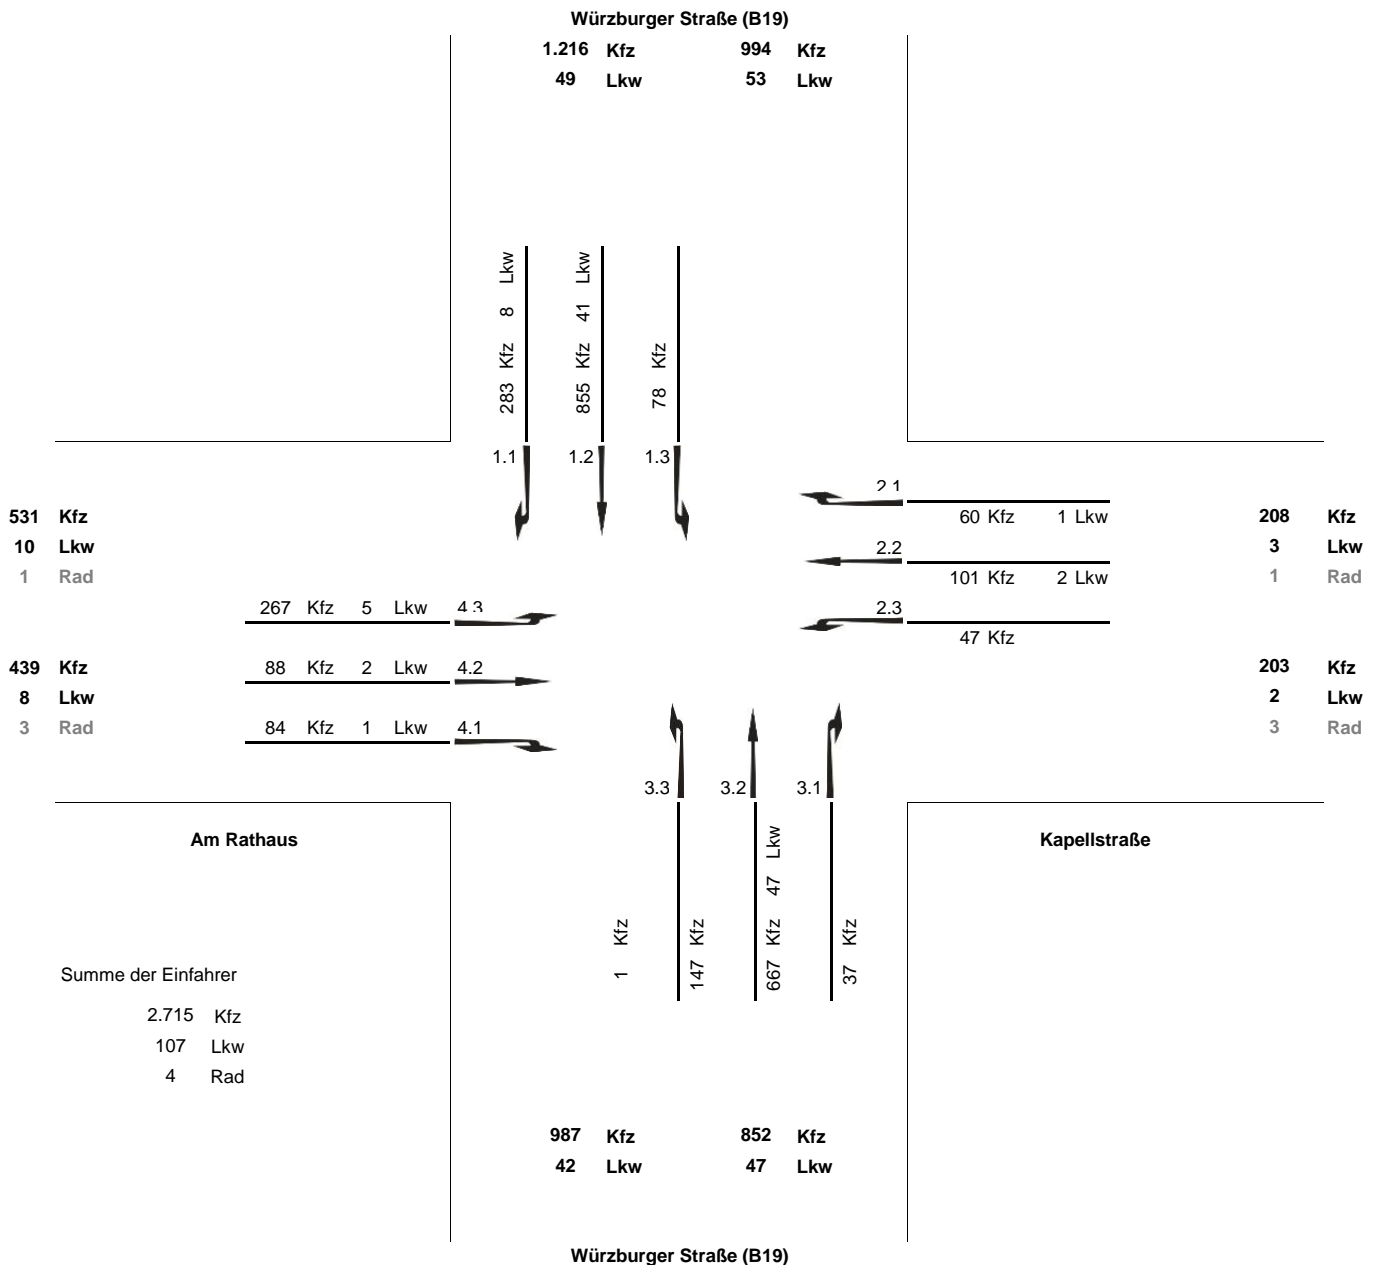 Würzburger Straße (B19)
1.216 Kfz 994 Kfz
49 Lkw 53 Lkw
283 Kfz 8 Lkw
855 Kfz 41 Lkw
78 Kfz
1.1 1.2 1.3
2.1
60 Kfz 1 Lkw
2.2
101 Kfz 2 Lkw
2.3
47 Kfz
531 Kfz
10 Lkw
1 Rad
208 Kfz
3 Lkw
1 Rad
267 Kfz 5 Lkw 4.3
88 Kfz 2 Lkw 4.2
84 Kfz 1 Lkw 4.1
439 Kfz
8 Lkw
3 Rad
203 Kfz
2 Lkw
3 Rad
3.3 3.2 3.1
Am Rathaus
Kapellstraße
1 Kfz
147 Kfz
667 Kfz 47 Lkw
37 Kfz
Summe der Einfahrer
2.715 Kfz
107 Lkw
4 Rad
987 Kfz 852 Kfz
42 Lkw 47 Lkw
Würzburger Straße (B19)